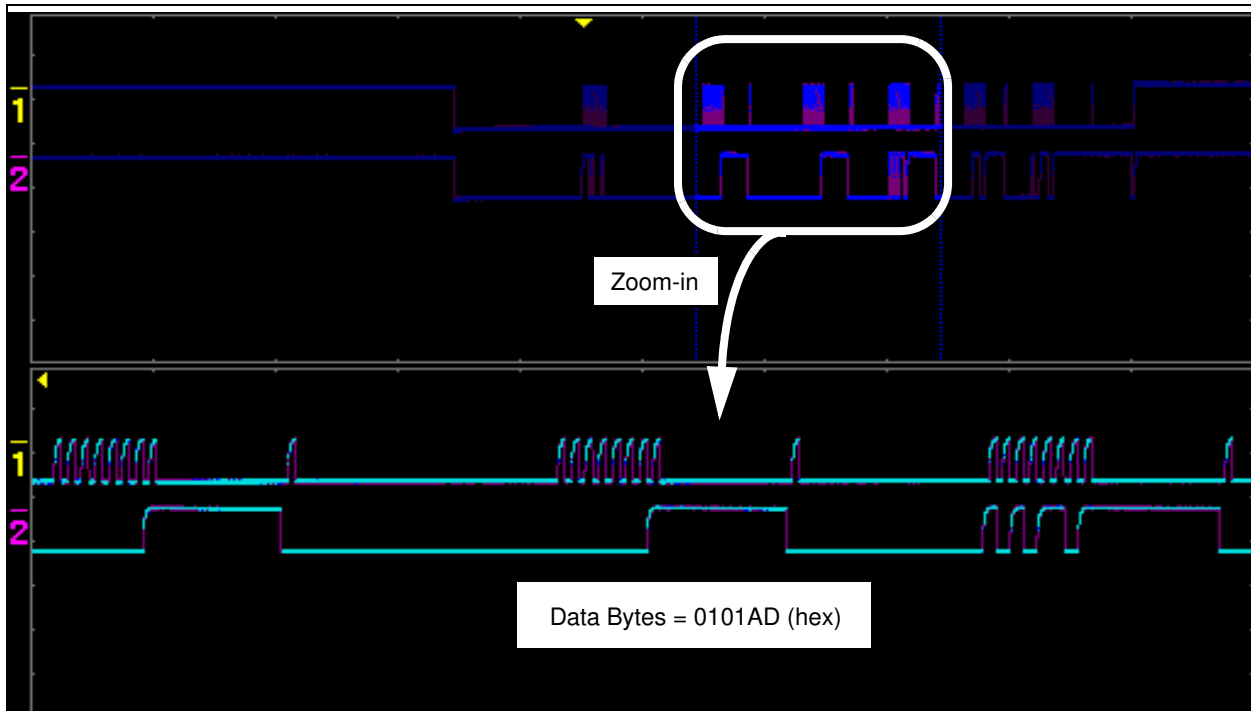 1
2
Zoom-in
1
2
Data Bytes = 0101AD (hex)